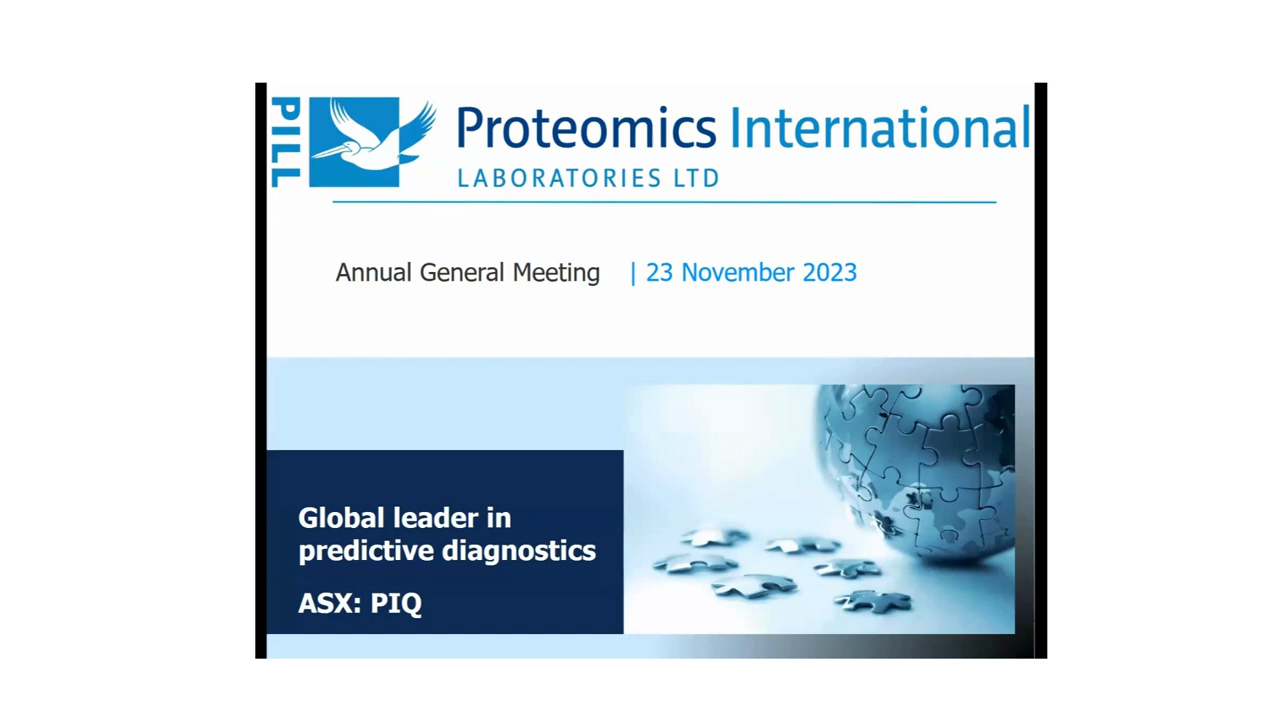 PILL
Proteomics International
LABORATORIES LTD
Annual General Meeting | 23 November 2023
Global leader in
predictive diagnostics
ASX: PIQ